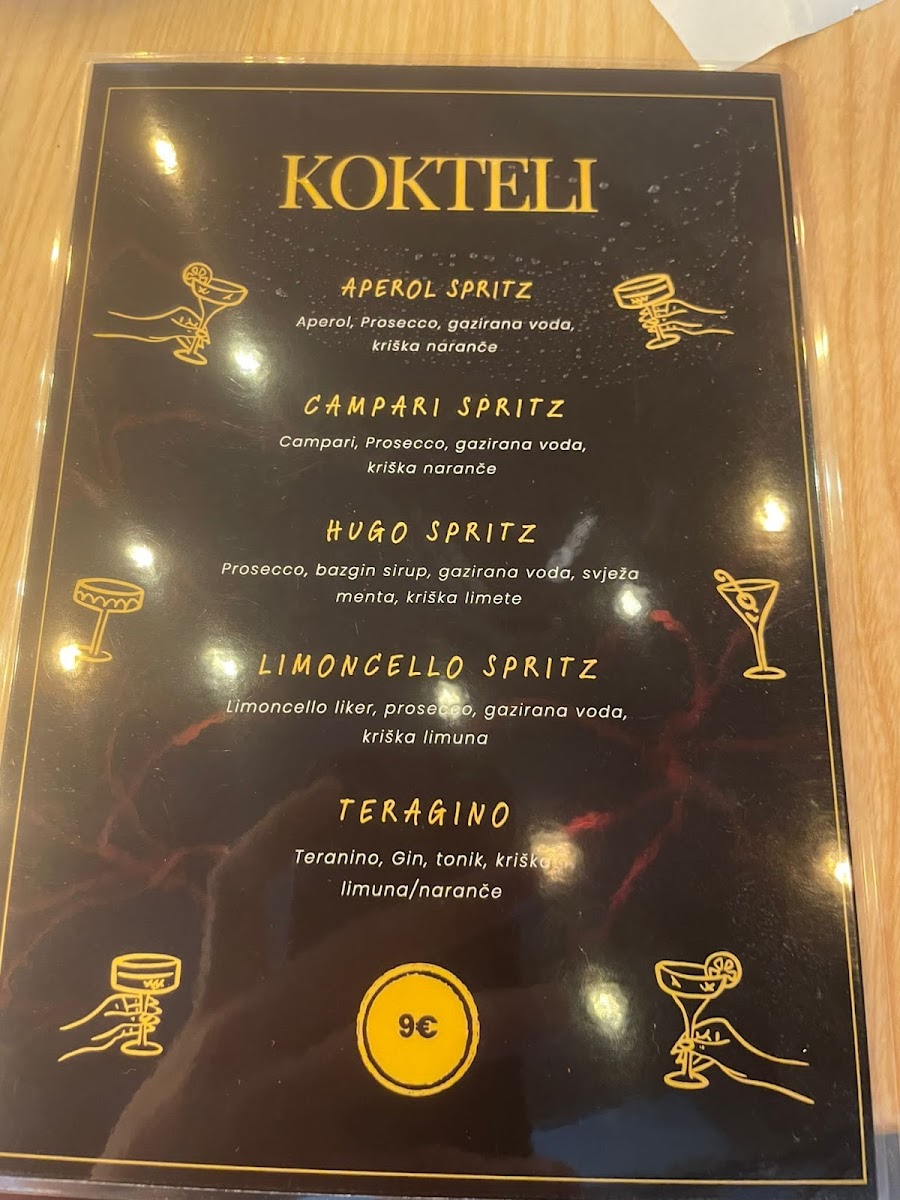 KOKTELI
APEROL SPRITZ
Aperol, Prosecco, gazirana voda,
kriška naranče
CAMPARI SPRITZ
Campari, Prosecco, gazirana voda,
kriška naranče
HUGO SPRITZ
Prosecco, bazgin sirup, gazirana voda, svježa
menta, kriška limete
LIMONCELLO SPRITZ
Limoncello liker, prosecco, gazirana voda,
kriška limuna
TERAGINO
Teranino, Gin, tonik, kriška
limuna/naranče
9€